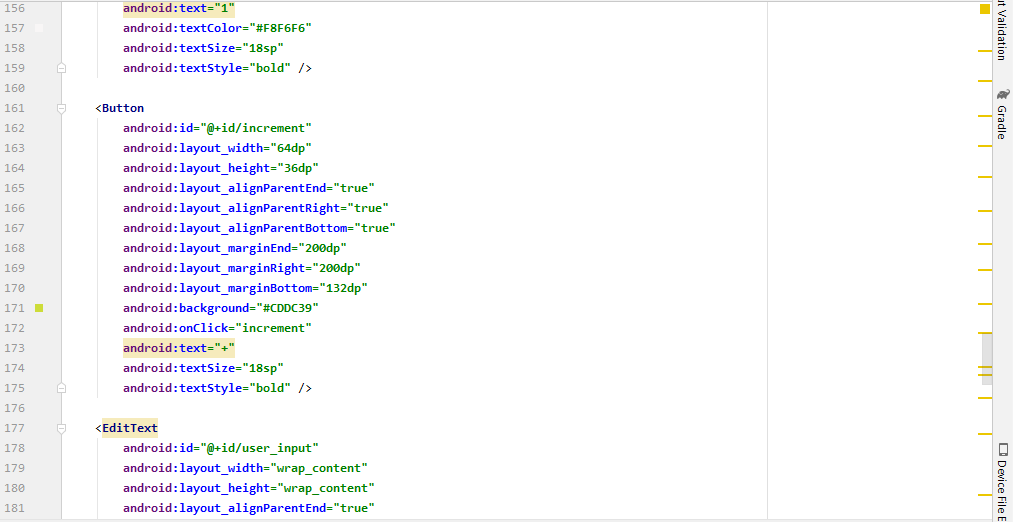 156 android:text="1"
157 android:textColor="#F8F6F6"
158 android:textSize="18sp"
159 android:textStyle="bold" />
160
161 <Button
162 android:id="@+id/increment"
163 android:layout_width="64dp"
164 android:layout_height="36dp"
165 android:layout_alignParentEnd="true"
166 android:layout_alignParentRight="true"
167 android:layout_alignParentBottom="true"
168 android:layout_marginEnd="200dp"
169 android:layout_marginRight="200dp"
170 android:layout_marginBottom="132dp"
171 android:background="#CDDC39"
172 android:onClick="increment"
173 android:text="+"
174 android:textSize="18sp"
175 android:textStyle="bold" />
176
177 <EditText
178 android:id="@+id/user_input"
179 android:layout_width="wrap_content"
180 android:layout_height="wrap_content"
181 android:layout_alignParentEnd="true"
Validation
Gradle
Device File